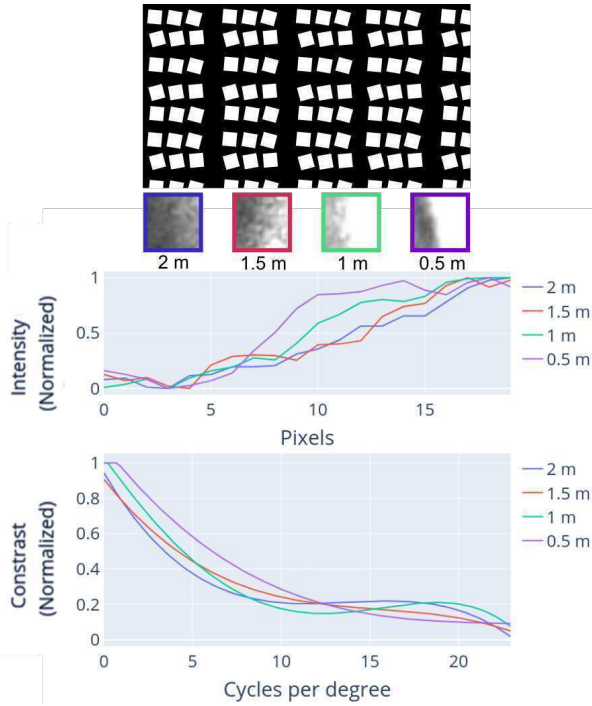 2 m 1.5 m 1 m 0.5 m
1
0.5
0
Intensity
(Normalized)
0 5 10 15
Pixels
2 m
1.5 m
1 m
0.5 m
1
0.8
0.6
0.4
0.2
0
Constrast
(Normalized)
0 5 10 15 20
Cycles per degree
2 m
1.5 m
1 m
0.5 m